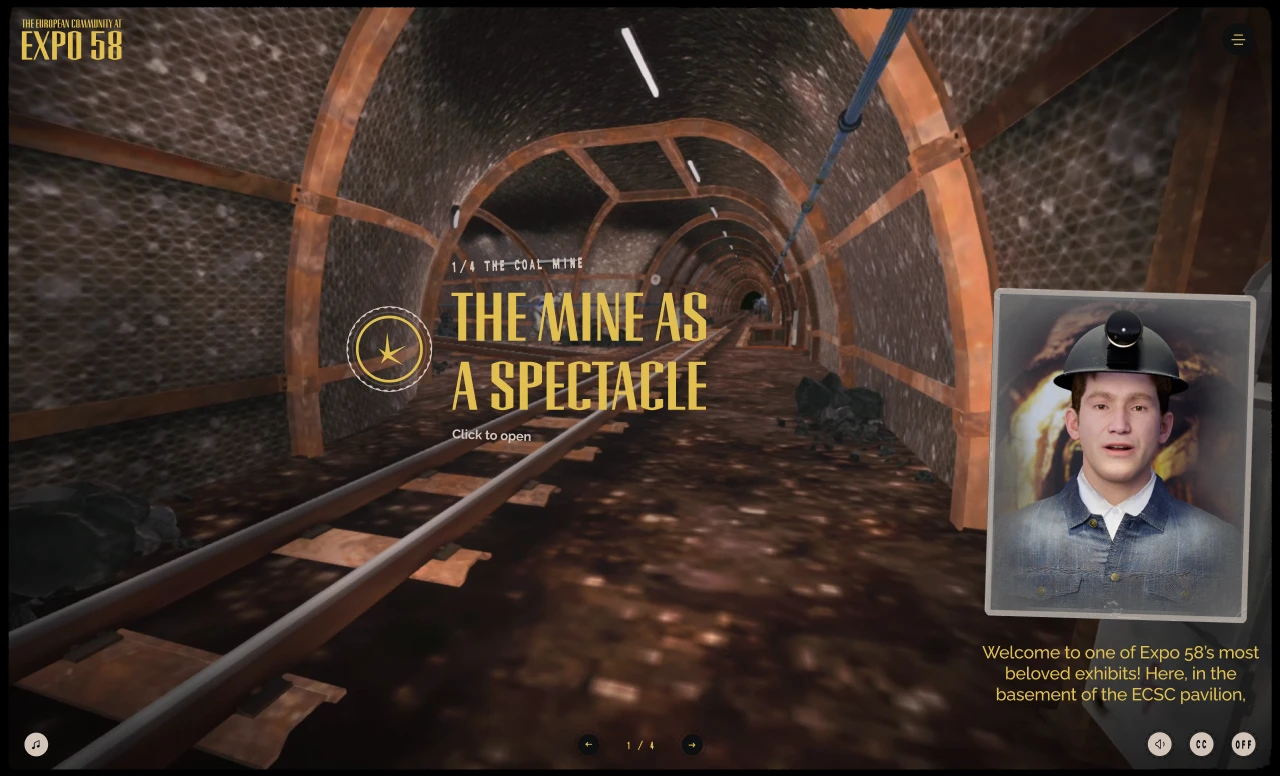 THE EUROPEAN COMMUNITY AT
EXPO 58
1/4 THE COAL MINE
THE MINE AS
A SPECTACLE
Click to open
Welcome to one of Expo 58's most
beloved exhibits! Here, in the
basement of the ECSC pavilion,
1 / 4
CC
OFF